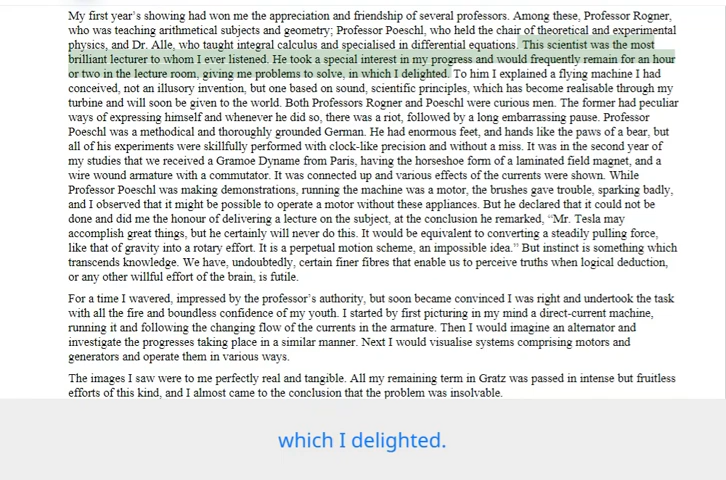 My first year’s showing had won me the appreciation and friendship of several professors. Among these, Professor Rogner,
who was teaching arithmetical subjects and geometry; Professor Poeschl, who held the chair of theoretical and experimental
physics, and Dr. Alle, who taught integral calculus and specialised in differential equations. This scientist was the most
brilliant lecturer to whom I ever listened. He took a special interest in my progress and would frequently remain for an hour
or two in the lecture room, giving me problems to solve, in which I delighted. To him I explained a flying machine I had
conceived, not an illusory invention, but one based on sound, scientific principles, which has become realisable through my
turbine and will soon be given to the world. Both Professors Rogner and Poeschl were curious men. The former had peculiar
ways of expressing himself and whenever he did so, there was a riot, followed by a long embarrassing pause. Professor
Poeschl was a methodical and thoroughly grounded German. He had enormous feet, and hands like the paws of a bear, but
all of his experiments were skillfully performed with clock-like precision and without a miss. It was in the second year of
my studies that we received a Gramoe Dyname from Paris, having the horseshoe form of a laminated field magnet, and a
wire wound armature with a commutator. It was connected up and various effects of the currents were shown. While
Professor Poeschl was making demonstrations, running the machine was a motor, the brushes gave trouble, sparking badly,
and I observed that it might be possible to operate a motor without these appliances. But he declared that it could not be
done and did me the honour of delivering a lecture on the subject, at the conclusion he remarked, “Mr. Tesla may
accomplish great things, but he certainly will never do this. It would be equivalent to converting a steadily pulling force,
like that of gravity into a rotary effort. It is a perpetual motion scheme, an impossible idea.” But instinct is something which
transcends knowledge. We have, undoubtedly, certain finer fibres that enable us to perceive truths when logical deduction,
or any other willful effort of the brain, is futile.
For a time I wavered, impressed by the professor’s authority, but soon became convinced I was right and undertook the task
with all the fire and boundless confidence of my youth. I started by first picturing in my mind a direct-current machine,
running it and following the changing flow of the currents in the armature. Then I would imagine an alternator and
investigate the progresses taking place in a similar manner. Next I would visualise systems comprising motors and
generators and operate them in various ways.
The images I saw were to me perfectly real and tangible. All my remaining term in Gratz was passed in intense but fruitless
efforts of this kind, and I almost came to the conclusion that the problem was insolvable.
which I delighted.